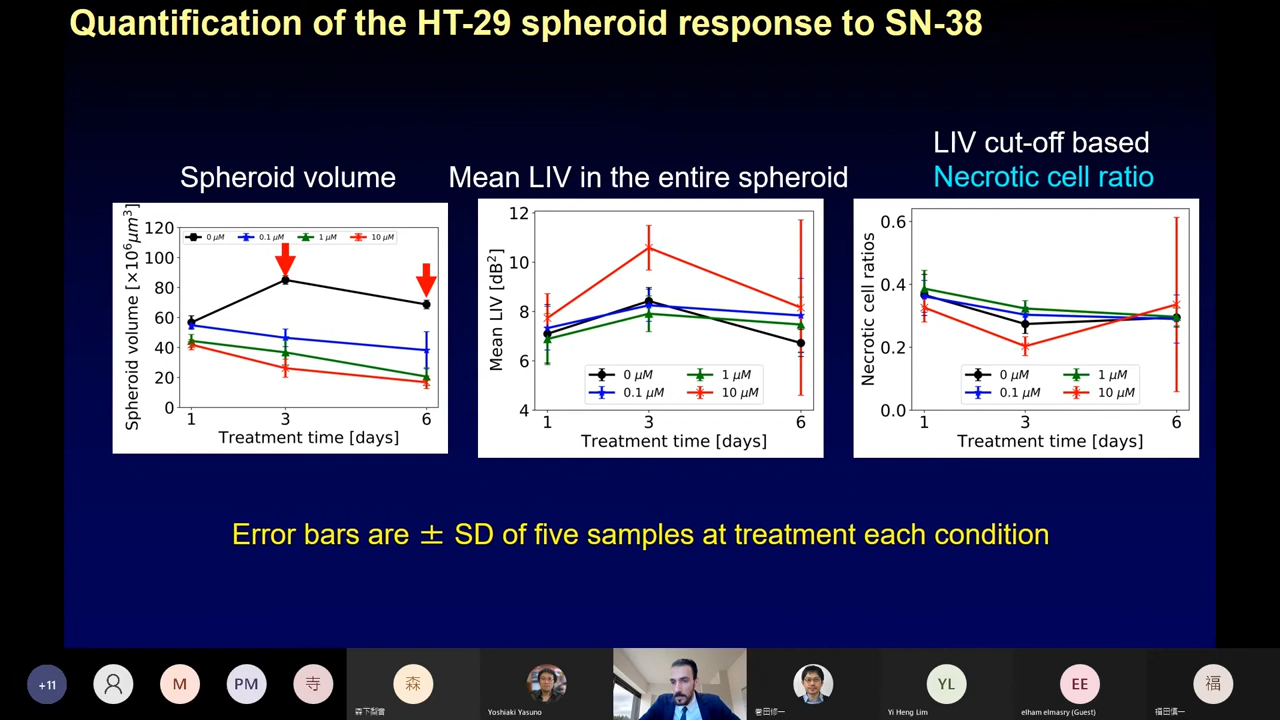 Quantification of the HT-29 spheroid response to SN-38
Spheroid volume
Mean LIV in the entire spheroid
LIV cut-off based
Necrotic cell ratio
Spheroid volume [×10⁶μm³]
120
100
80
60
40
20
0
0 μM
0.1 μM
1 μM
10 μM
1
3
6
Treatment time [days]
Mean LIV [dB²]
12
10
8
6
4
0 μM
1 μM
0.1 μM
10 μM
1
3
6
Treatment time [days]
Necrotic cell ratios
0.6
0.4
0.2
0.0
0 μM
1 μM
0.1 μM
10 μM
1
3
6
Treatment time [days]
Error bars are ± SD of five samples at treatment each condition
+11
M
PM
寺
森
Yoshiaki Yasuno
YL
Yi Heng Lim
EE
elham elmasry (Guest)
福